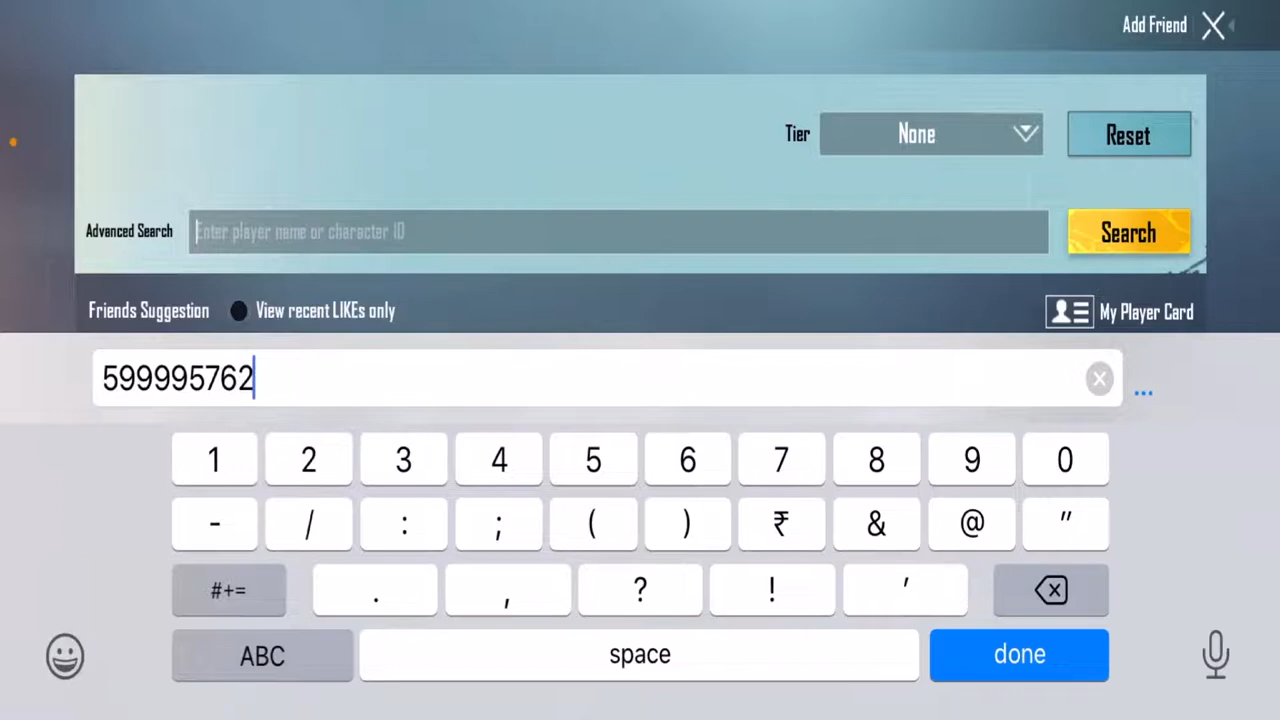 Add Friend
Tier None Reset
Advanced Search Enter player name or character ID Search
Friends Suggestion View recent LIKEs only My Player Card
599995762 ...
1 2 3 4 5 6 7 8 9 0
- / : ; ( ) ₹ & @ "
#+= . , ? ! '
ABC space done